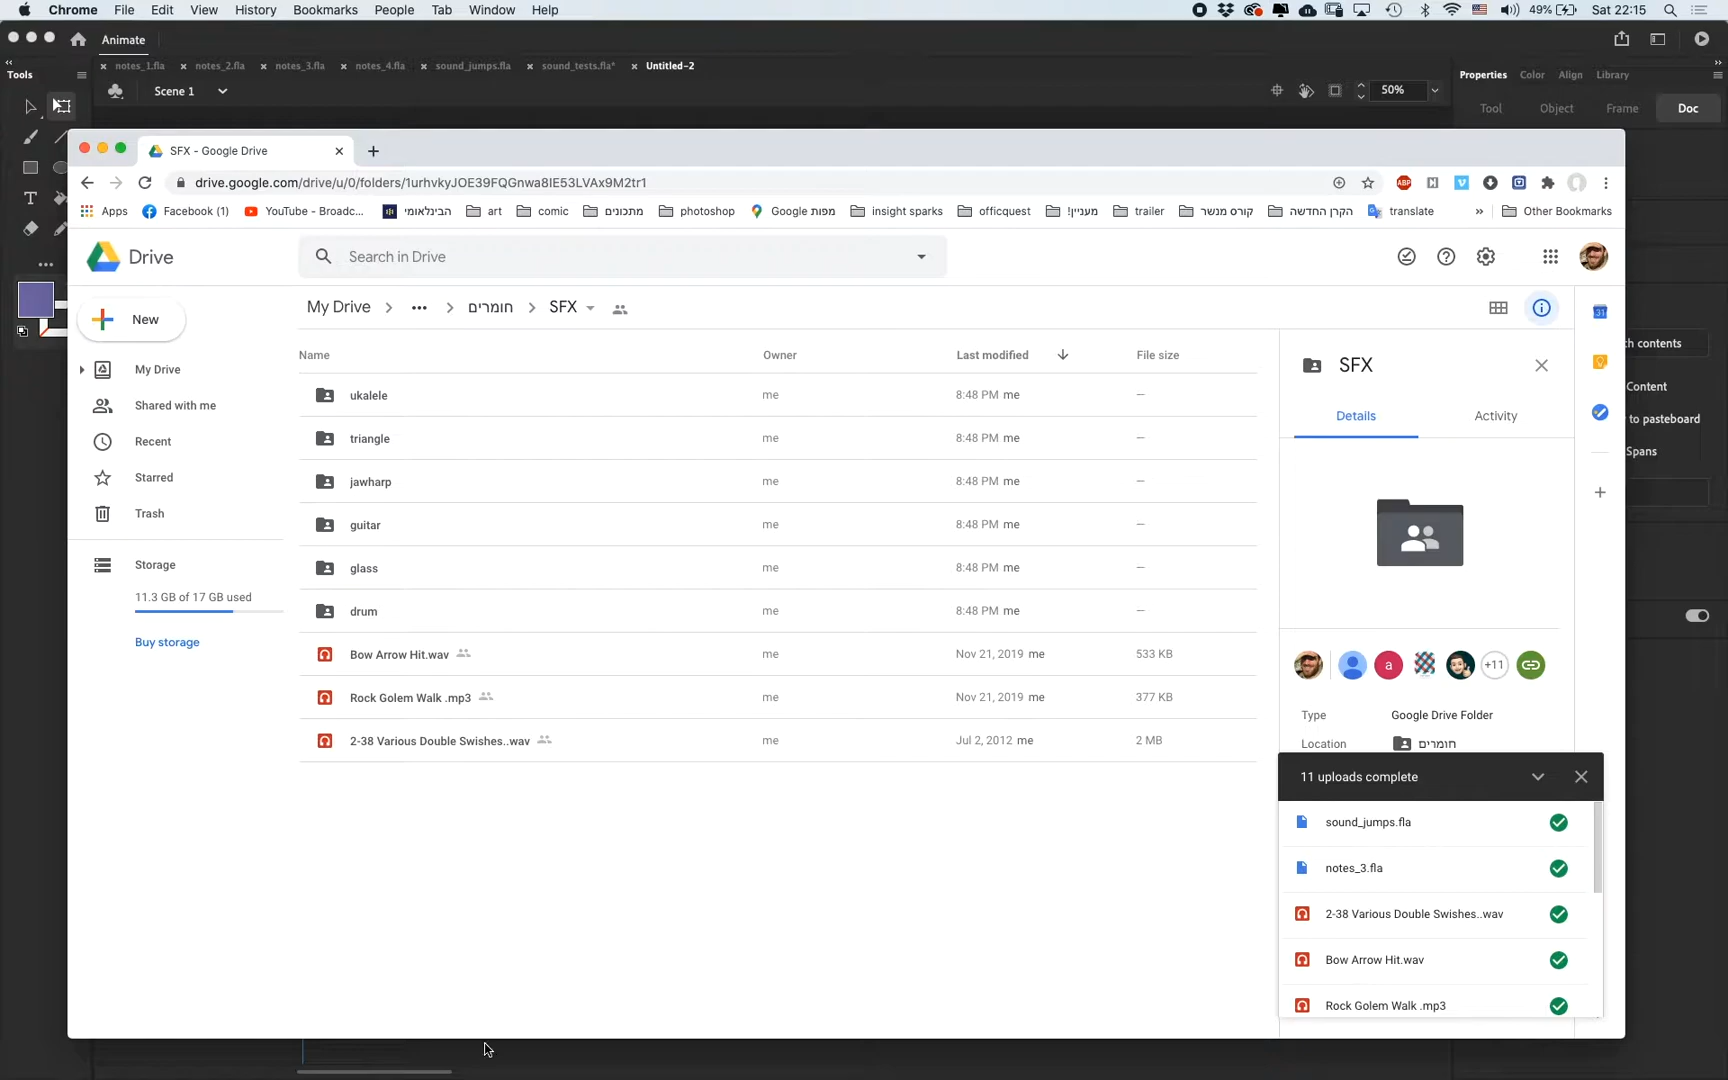 Chrome File Edit View History Bookmarks People Tab Window Help 49% Sat 22:15
Animate
Tools notes_1.fla notes_2.fla notes_3.fla notes_4.fla sound_jumps.fla sound_tests.fla* Untitled-2 Properties Color Align Library
Scene 1 50%
Tool Object Frame Doc
SFX - Google Drive
drive.google.com/drive/u/0/folders/1urhvkyJOE39FQGnwa8IE53LVAx9M2tr1
Apps Facebook (1) YouTube - Broadc... הבינלאומי art comic מתכונים photoshop מפות Google insight sparks officquest מעניין! trailer קורס מנשר הקרן החדשה translate » Other Bookmarks
Drive Search in Drive
My Drive ... חומרים SFX
New
Name Owner Last modified File size
SFX
Details Activity
My Drive
Shared with me
Recent
Starred
Trash
Storage
11.3 GB of 17 GB used
Buy storage
ukalele me 8:48 PM me —
triangle me 8:48 PM me —
jawharp me 8:48 PM me —
guitar me 8:48 PM me —
glass me 8:48 PM me —
drum me 8:48 PM me —
Bow Arrow Hit.wav me Nov 21, 2019 me 533 KB
Rock Golem Walk .mp3 me Nov 21, 2019 me 377 KB
2-38 Various Double Swishes..wav me Jul 2, 2012 me 2 MB
a +11
Type Google Drive Folder
Location חומרים
11 uploads complete
sound_jumps.fla
notes_3.fla
2-38 Various Double Swishes..wav
Bow Arrow Hit.wav
Rock Golem Walk .mp3
contents
Content
to pasteboard
Spans